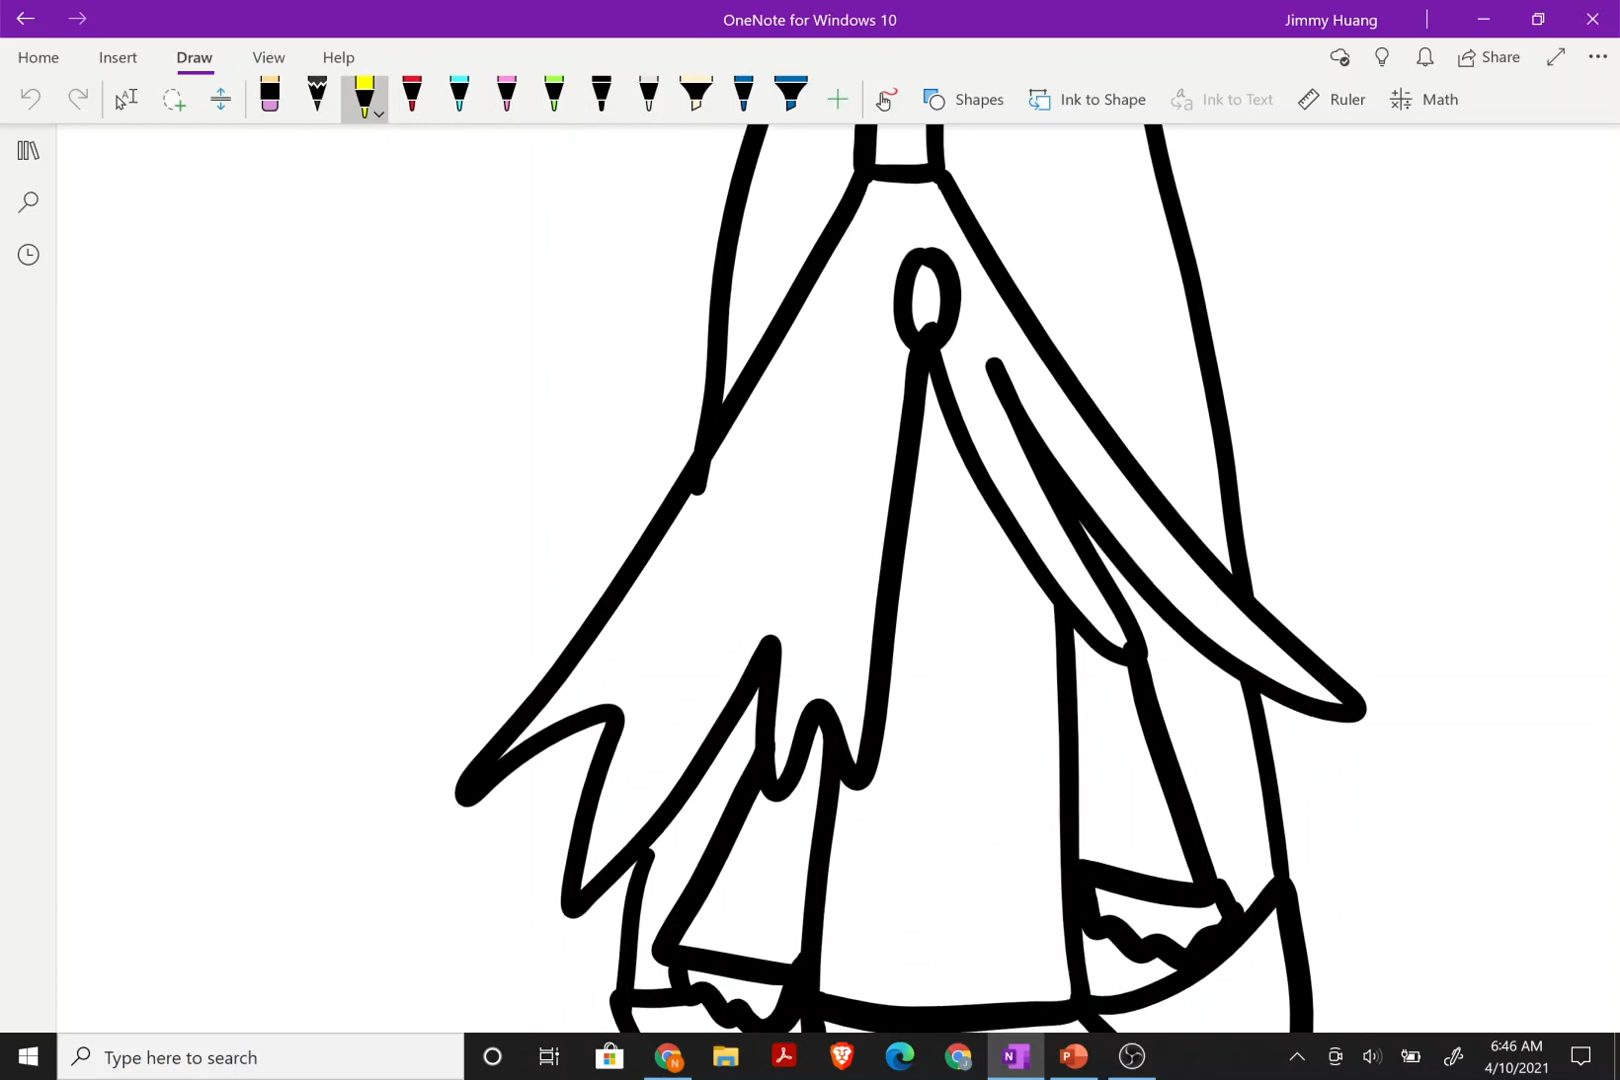 OneNote for Windows 10
Jimmy Huang
Home
Insert
Draw
View
Help
Share
Shapes
Ink to Shape
Ink to Text
Ruler
Math
Type here to search
6:46 AM
4/10/2021